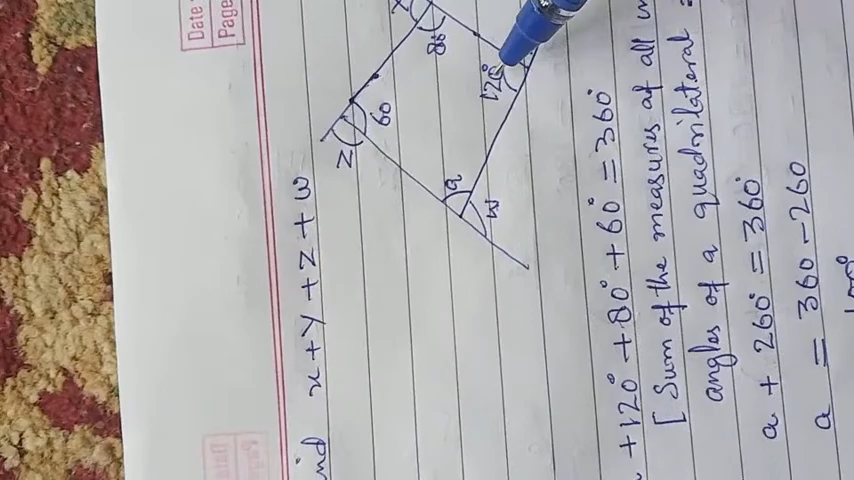 Date
Page
ind x + y + z + w
z
60
x
80
120°
a
w
+ 120° + 80° + 60° = 360°
[Sum of the measures of all in
angles of a quadrilateral =
a + 260° = 360°
a = 360 - 260